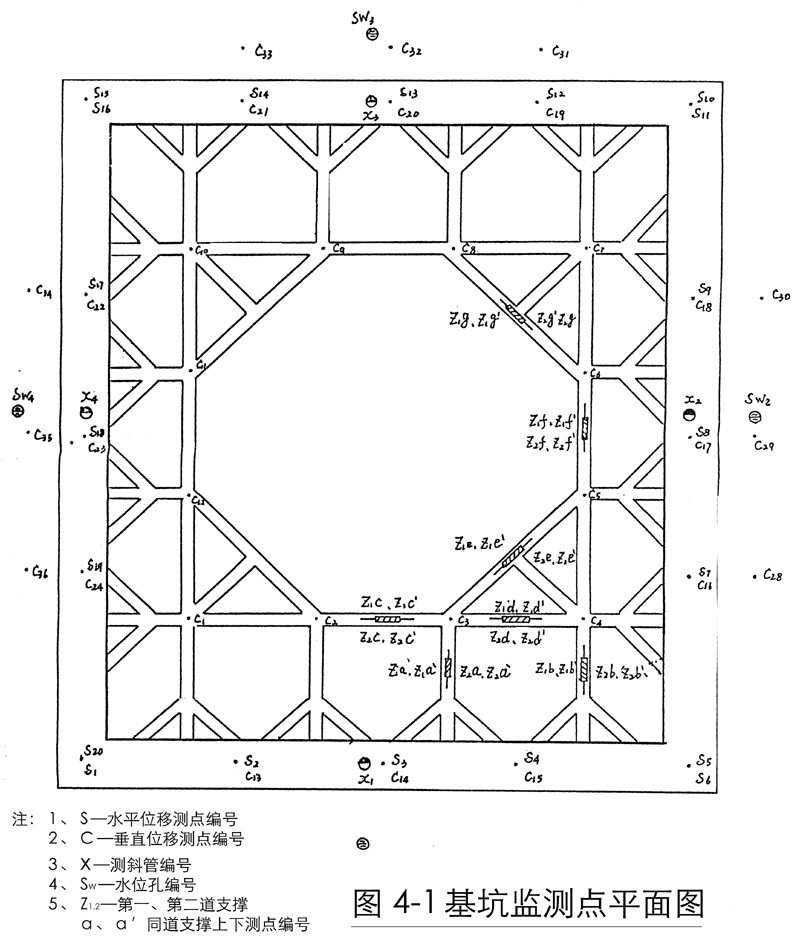 SW3
C33 C32 C31
S15 S14 S13 S12 S10
S16 C21 X3 C20 C19 S11
C10 C9 C8 C7
C34 S17 S9 C30
C22 C18
Z1g、Z1g' Z2g' Z2g
C11 C6
SW4 X4 X2 SW2
Z1f、Z1f'
C35 S18 Z2f、Z2f' S8 C29
C23 C17
C12 C5
Z1e、Z1e'
Z2e、Z2e'
C36 S19 S7 C28
C24 C16
Z1c、Z1c' Z1d、Z1d'
C1 C2 C3 C4
Z2c、Z2c' Z2d、Z2d'
Z1a、Z1a' Z2a、Z2a' Z1b、Z1b' Z2b、Z2b'
S20 S2 S3 S4 S5
S1 C13 X1 C14 C15 S6
注：1、S—水平位移测点编号
2、C—垂直位移测点编号
3、X—测斜管编号
4、Sw—水位孔编号
5、Z1.2—第一、第二道支撑
a、a′同道支撑上下测点编号
图 4-1 基坑监测点平面图